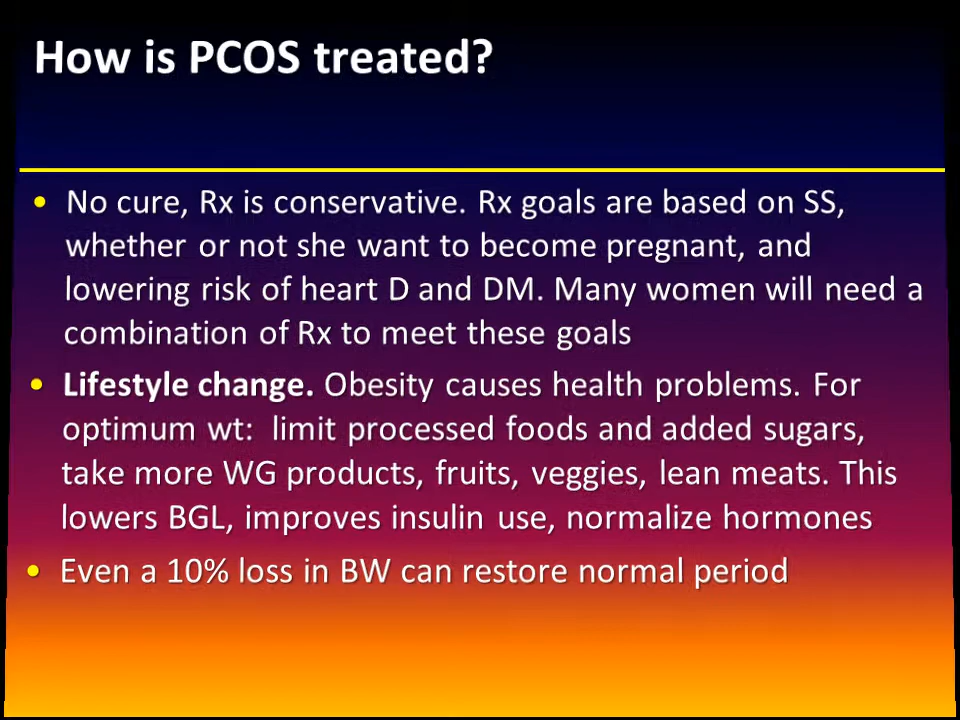 How is PCOS treated?
• No cure, Rx is conservative. Rx goals are based on SS,
whether or not she want to become pregnant, and
lowering risk of heart D and DM. Many women will need a
combination of Rx to meet these goals
• Lifestyle change. Obesity causes health problems. For
optimum wt:  limit processed foods and added sugars,
take more WG products, fruits, veggies, lean meats. This
lowers BGL, improves insulin use, normalize hormones
• Even a 10% loss in BW can restore normal period